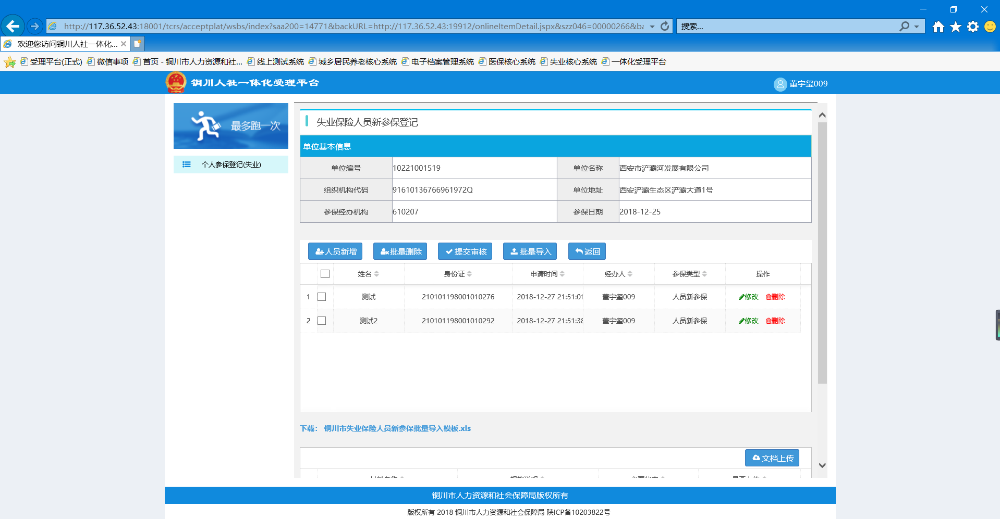 http://117.36.52.43:18001/tcrs/acceptplat/wsbs/index?saa200=14771&backURL=http://117.36.52.43:19912/onlineItemDetail.jspx&szz046=00000266&ba
搜索...
欢迎您访问铜川人社一体化...
受理平台(正式) 微信事项 首页 - 铜川市人力资源和社... 线上测试系统 城乡居民养老核心系统 电子档案管理系统 医保核心系统 失业核心系统 一体化受理平台
铜川人社一体化受理平台
董宇玺009
最多跑一次
个人参保登记(失业)
失业保险人员新参保登记
单位基本信息
单位编号 10221001519 单位名称 西安市浐灞河发展有限公司
组织机构代码 91610136766961972Q 单位地址 西安浐灞生态区浐灞大道1号
参保经办机构 610207 参保日期 2018-12-25
人员新增 批量删除 提交审核 批量导入 返回
姓名 身份证 申请时间 经办人 参保类型 操作
1 测试 210101198001010276 2018-12-27 21:51:01 董宇玺009 人员新参保 修改 删除
2 测试2 210101198001010292 2018-12-27 21:51:38 董宇玺009 人员新参保 修改 删除
下载: 铜川市失业保险人员新参保批量导入模板.xls
文档上传
铜川市人力资源和社会保障局版权所有
版权所有 2018 铜川市人力资源和社会保障局 陕ICP备10203822号